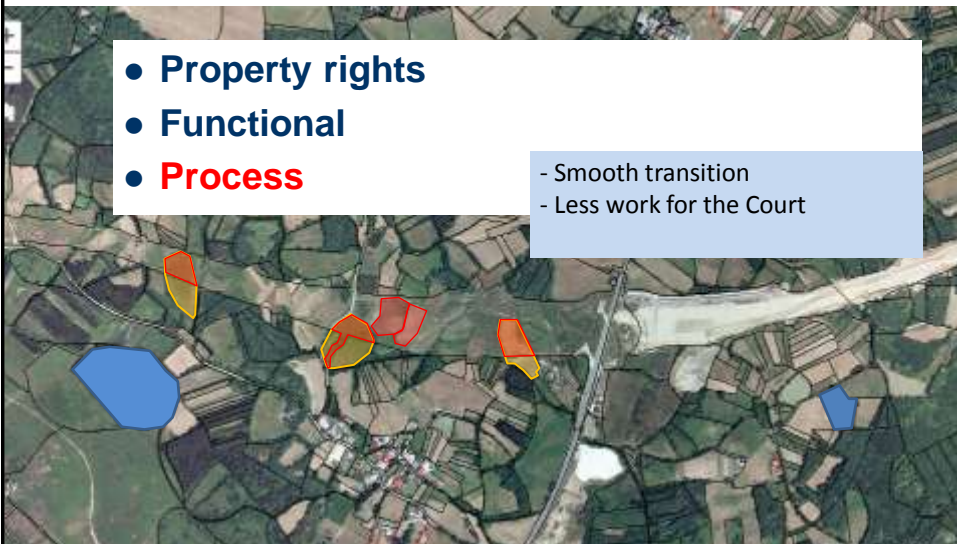 ● Property rights
● Functional
● Process
- Smooth transition
- Less work for the Court